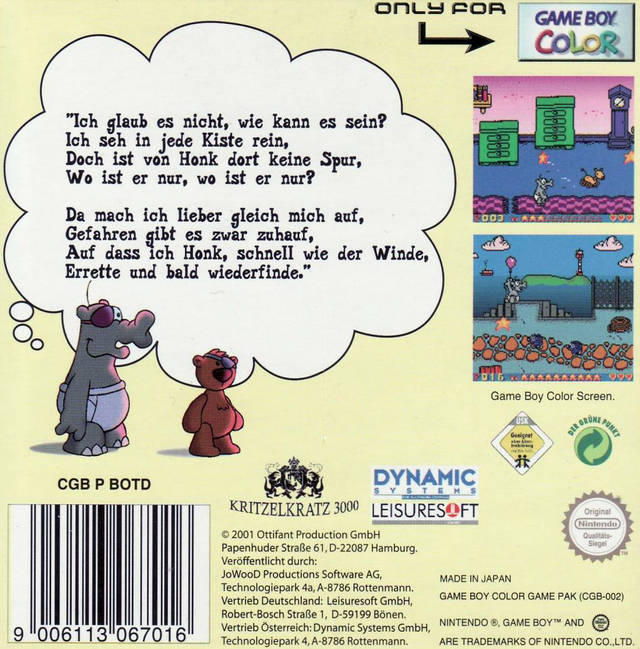 ONLY FOR
GAME BOY
COLOR
"Ich glaub es nicht, wie kann es sein?
Ich seh in jede Kiste rein,
Doch ist von Honk dort keine Spur,
Wo ist er nur, wo ist er nur?
Da mach ich lieber gleich mich auf,
Gefahren gibt es zwar zuhauf,
Auf dass ich Honk, schnell wie der Winde,
Errette und bald wiederfinde."
Game Boy Color Screen.
USK
Geeignet
DER GRÜNE PUNKT
CGB P BOTD
KRITZELKRATZ 3000
DYNAMIC
SYSTEMS
LEISURESOFT
9 006113 067016
© 2001 Ottifant Production GmbH
Papenhuder Straße 61, D-22087 Hamburg.
Veröffentlicht durch:
JoWooD Productions Software AG,
Technologiepark 4a, A-8786 Rottenmann.
Vertrieb Deutschland: Leisuresoft GmbH,
Robert-Bosch Straße 1, D-59199 Bönen.
Vertrieb Österreich: Dynamic Systems GmbH,
Technologiepark 4, A-8786 Rottenmann.
Original
Nintendo
Qualitäts-
Siegel
MADE IN JAPAN
GAME BOY COLOR GAME PAK (CGB-002)
NINTENDO ®, GAME BOY™ AND
ARE TRADEMARKS OF NINTENDO CO.,LTD.